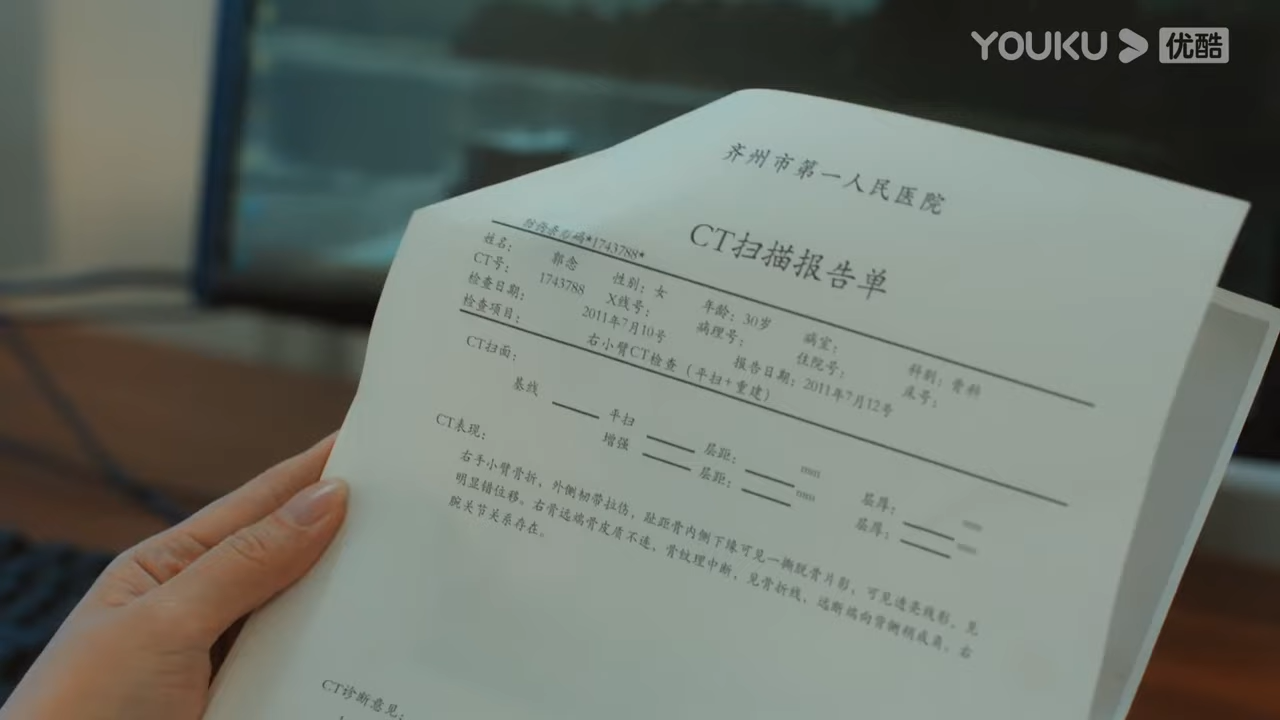 YOUKU 优酷
齐州市第一人民医院
CT扫描报告单
*1743788*
姓名： 郭念 性别：女 年龄：30岁 病室： 科别：骨科
CT号： 1743788 X线号： 病理号： 住院号： 床号：
检查日期： 2011年7月10号 报告日期：2011年7月12号
检查项目： 右小臂CT检查（平扫+重建）
CT扫面：
基线 平扫 层距： mm 层厚： mm
增强 层距： mm 层厚： mm
CT表现：
右手小臂骨折，外侧韧带拉伤，趾距骨内侧下缘可见一撕脱骨片影，可见透亮线影，见
明显错位移。右骨远端骨皮质不连，骨纹理中断，见骨折线，远断端向背侧稍成角，右
腕关节关系存在。
CT诊断意见：